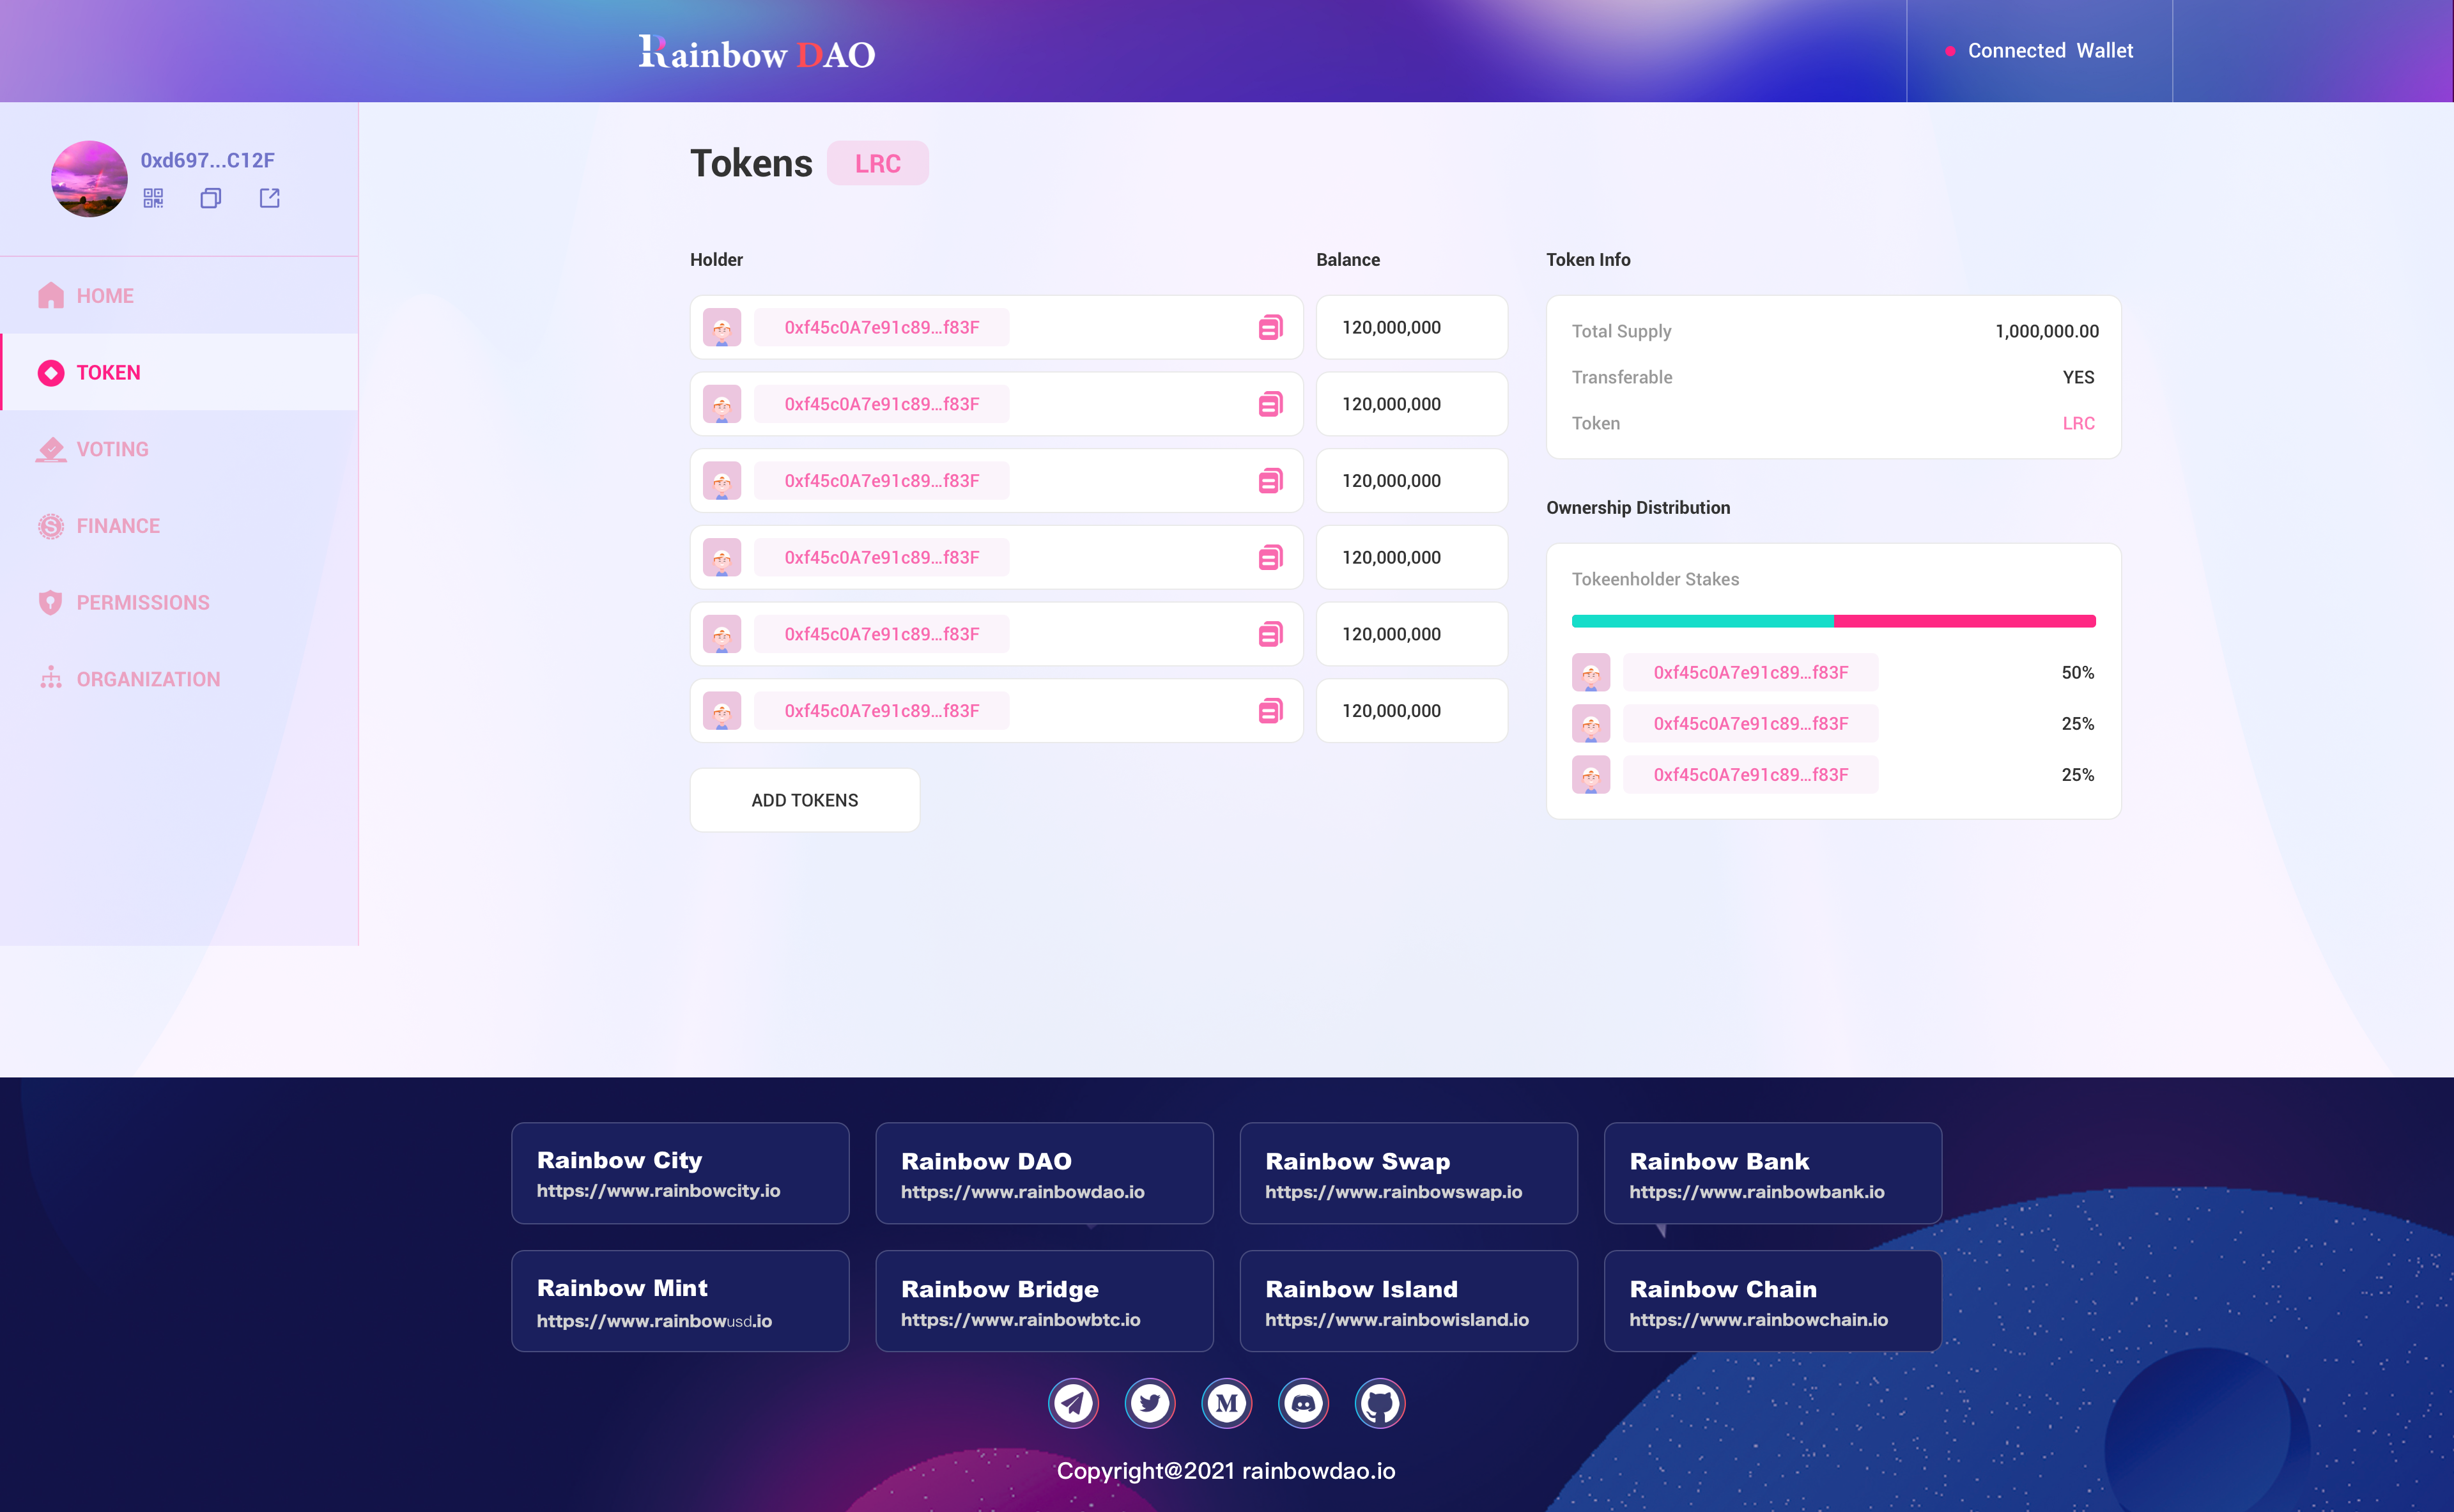 Rainbow DAO
Connected Wallet
0xd697...C12F
HOME
TOKEN
VOTING
FINANCE
PERMISSIONS
ORGANIZATION
Tokens LRC
Holder Balance
0xf45c0A7e91c89...f83F 120,000,000
0xf45c0A7e91c89...f83F 120,000,000
0xf45c0A7e91c89...f83F 120,000,000
0xf45c0A7e91c89...f83F 120,000,000
0xf45c0A7e91c89...f83F 120,000,000
0xf45c0A7e91c89...f83F 120,000,000
ADD TOKENS
Token Info
Total Supply 1,000,000.00
Transferable YES
Token LRC
Ownership Distribution
Tokeenholder Stakes
0xf45c0A7e91c89...f83F 50%
0xf45c0A7e91c89...f83F 25%
0xf45c0A7e91c89...f83F 25%
Rainbow City
https://www.rainbowcity.io
Rainbow DAO
https://www.rainbowdao.io
Rainbow Swap
https://www.rainbowswap.io
Rainbow Bank
https://www.rainbowbank.io
Rainbow Mint
https://www.rainbowusd.io
Rainbow Bridge
https://www.rainbowbtc.io
Rainbow Island
https://www.rainbowisland.io
Rainbow Chain
https://www.rainbowchain.io
Copyright@2021 rainbowdao.io